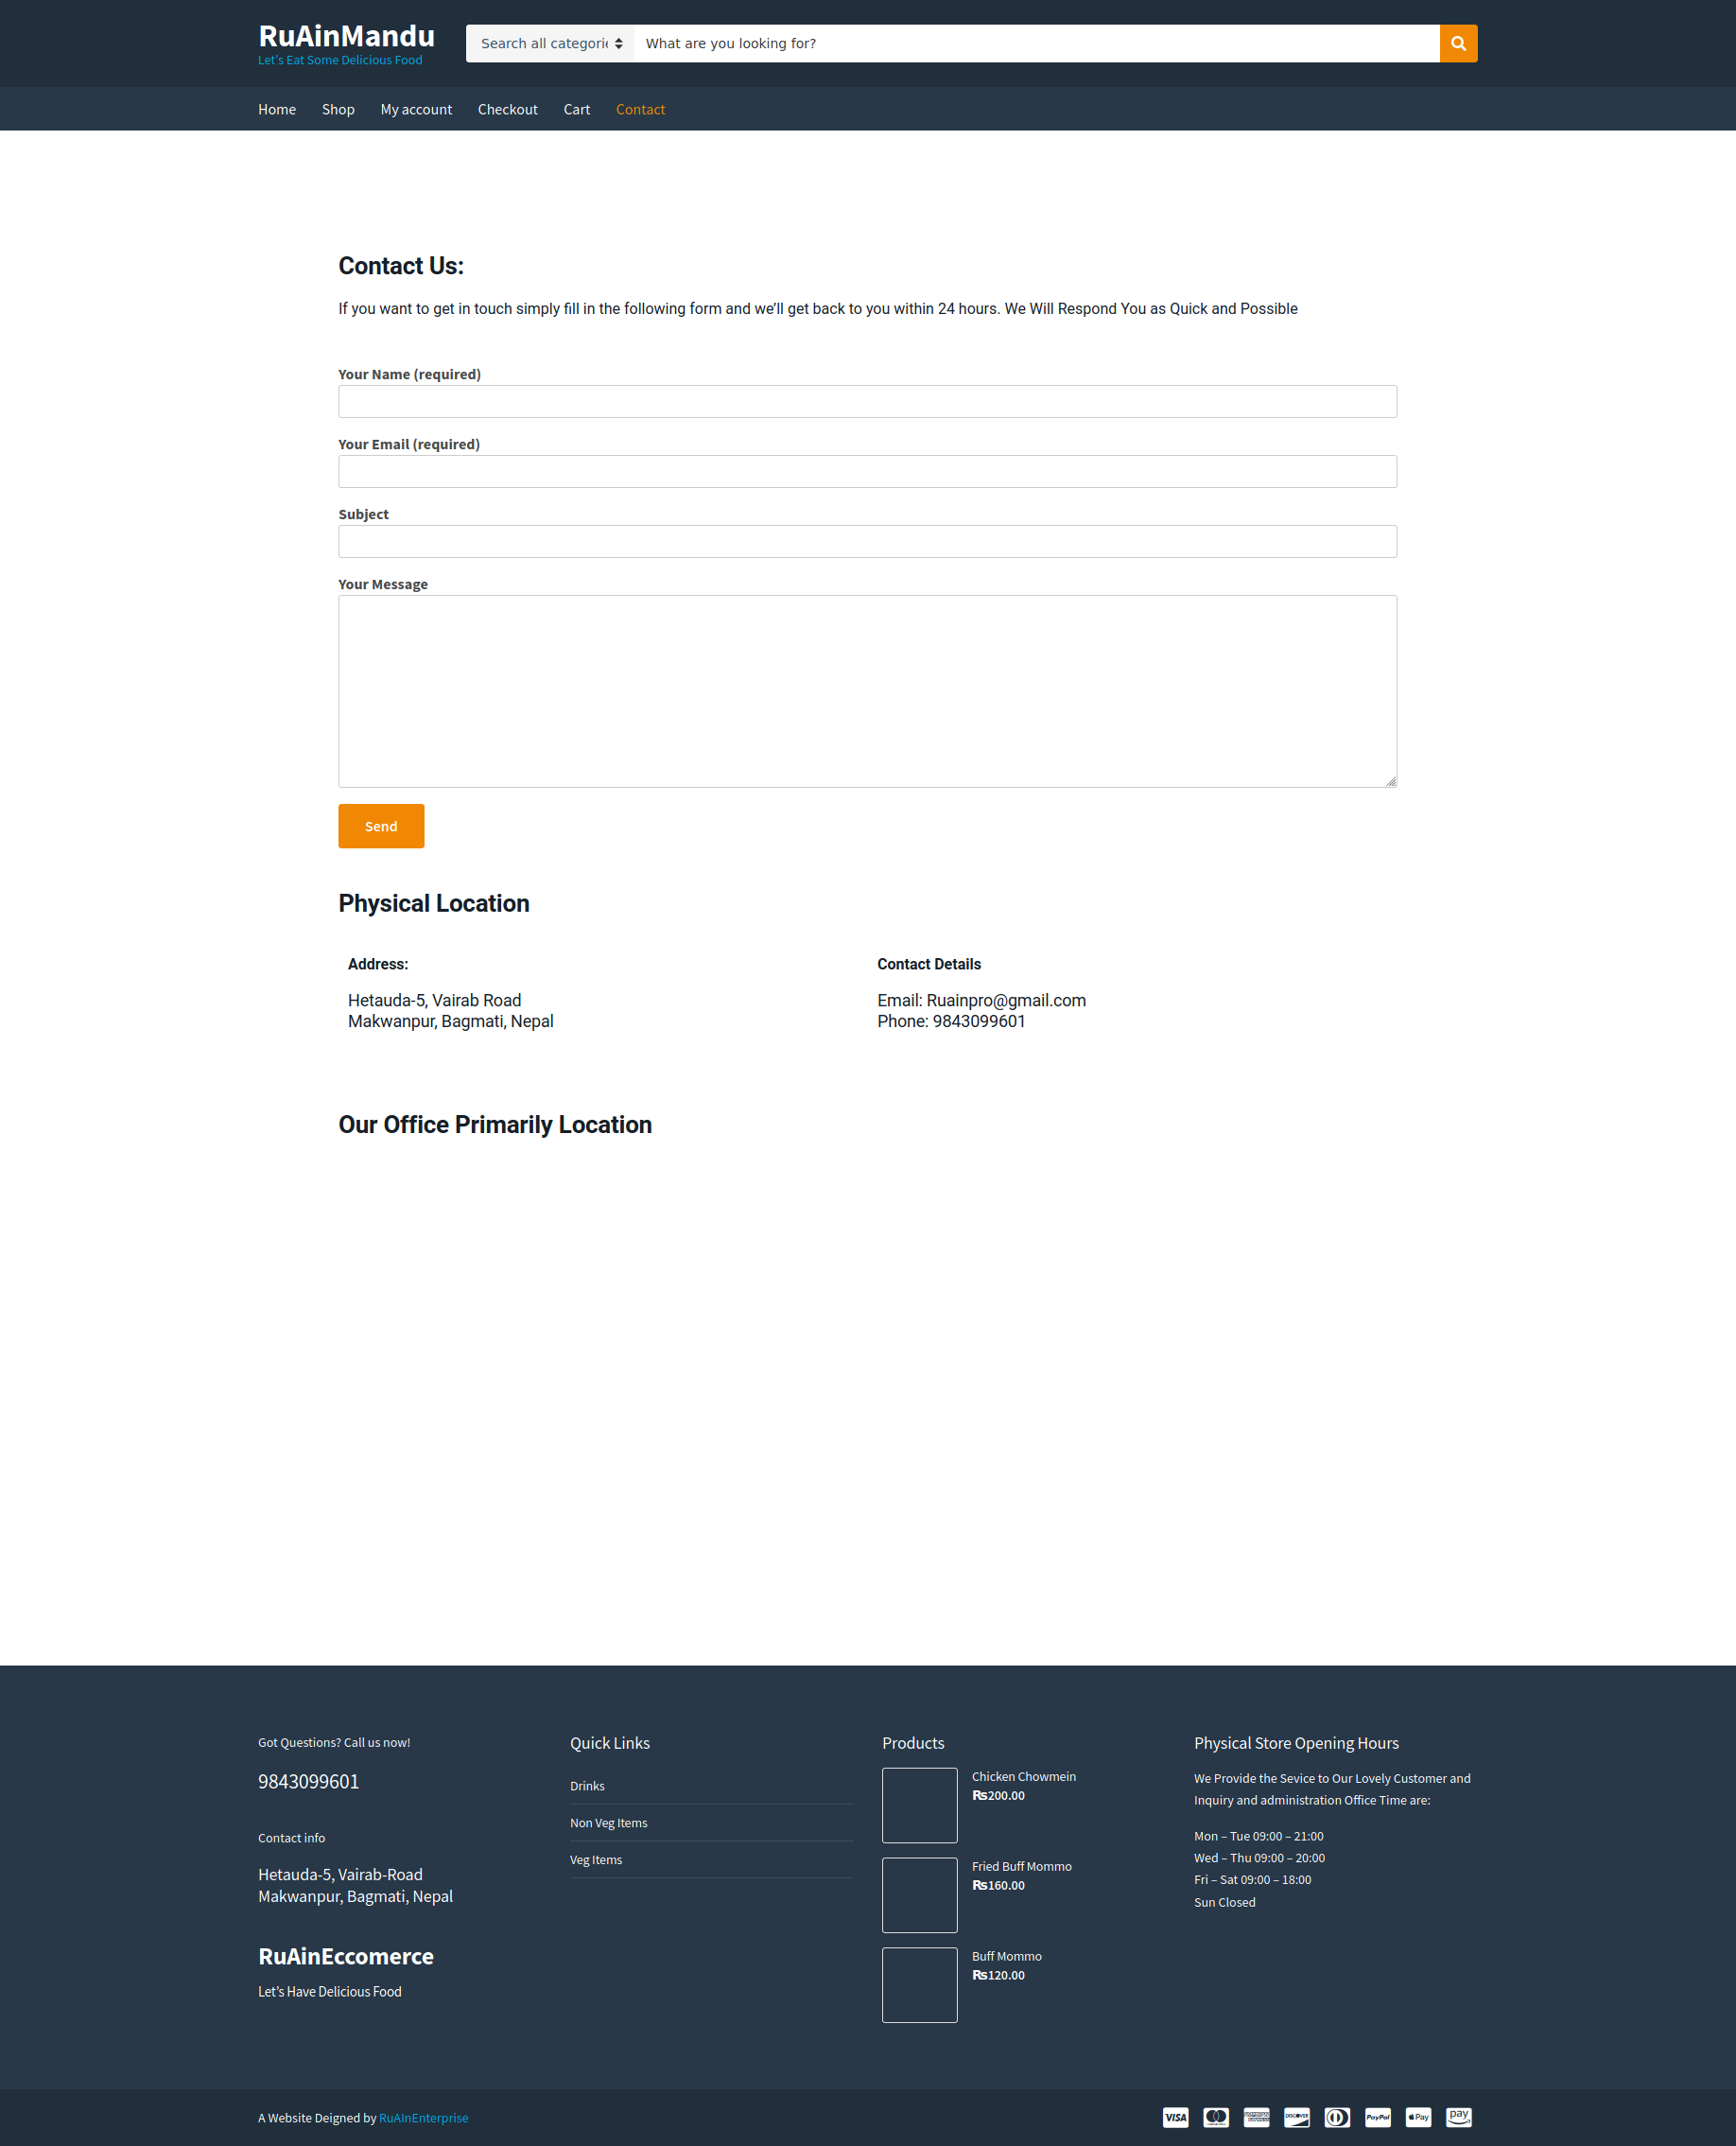 RuAinMandu
Let's Eat Some Delicious Food
Search all categorie
What are you looking for?
Home Shop My account Checkout Cart Contact
Contact Us:
If you want to get in touch simply fill in the following form and we’ll get back to you within 24 hours. We Will Respond You as Quick and Possible
Your Name (required)
Your Email (required)
Subject
Your Message
Send
Physical Location
Address:
Hetauda-5, Vairab Road
Makwanpur, Bagmati, Nepal
Contact Details
Email: Ruainpro@gmail.com
Phone: 9843099601
Our Office Primarily Location
Got Questions? Call us now!
9843099601
Contact info
Hetauda-5, Vairab-Road
Makwanpur, Bagmati, Nepal
RuAinEccomerce
Let’s Have Delicious Food
Quick Links
Drinks
Non Veg Items
Veg Items
Products
Chicken Chowmein
₨200.00
Fried Buff Mommo
₨160.00
Buff Mommo
₨120.00
Physical Store Opening Hours
We Provide the Sevice to Our Lovely Customer and
Inquiry and administration Office Time are:
Mon – Tue 09:00 – 21:00
Wed – Thu 09:00 – 20:00
Fri – Sat 09:00 – 18:00
Sun Closed
A Website Deigned by RuAInEnterprise
VISA
DISCOVER
PayPal
Pay
pay